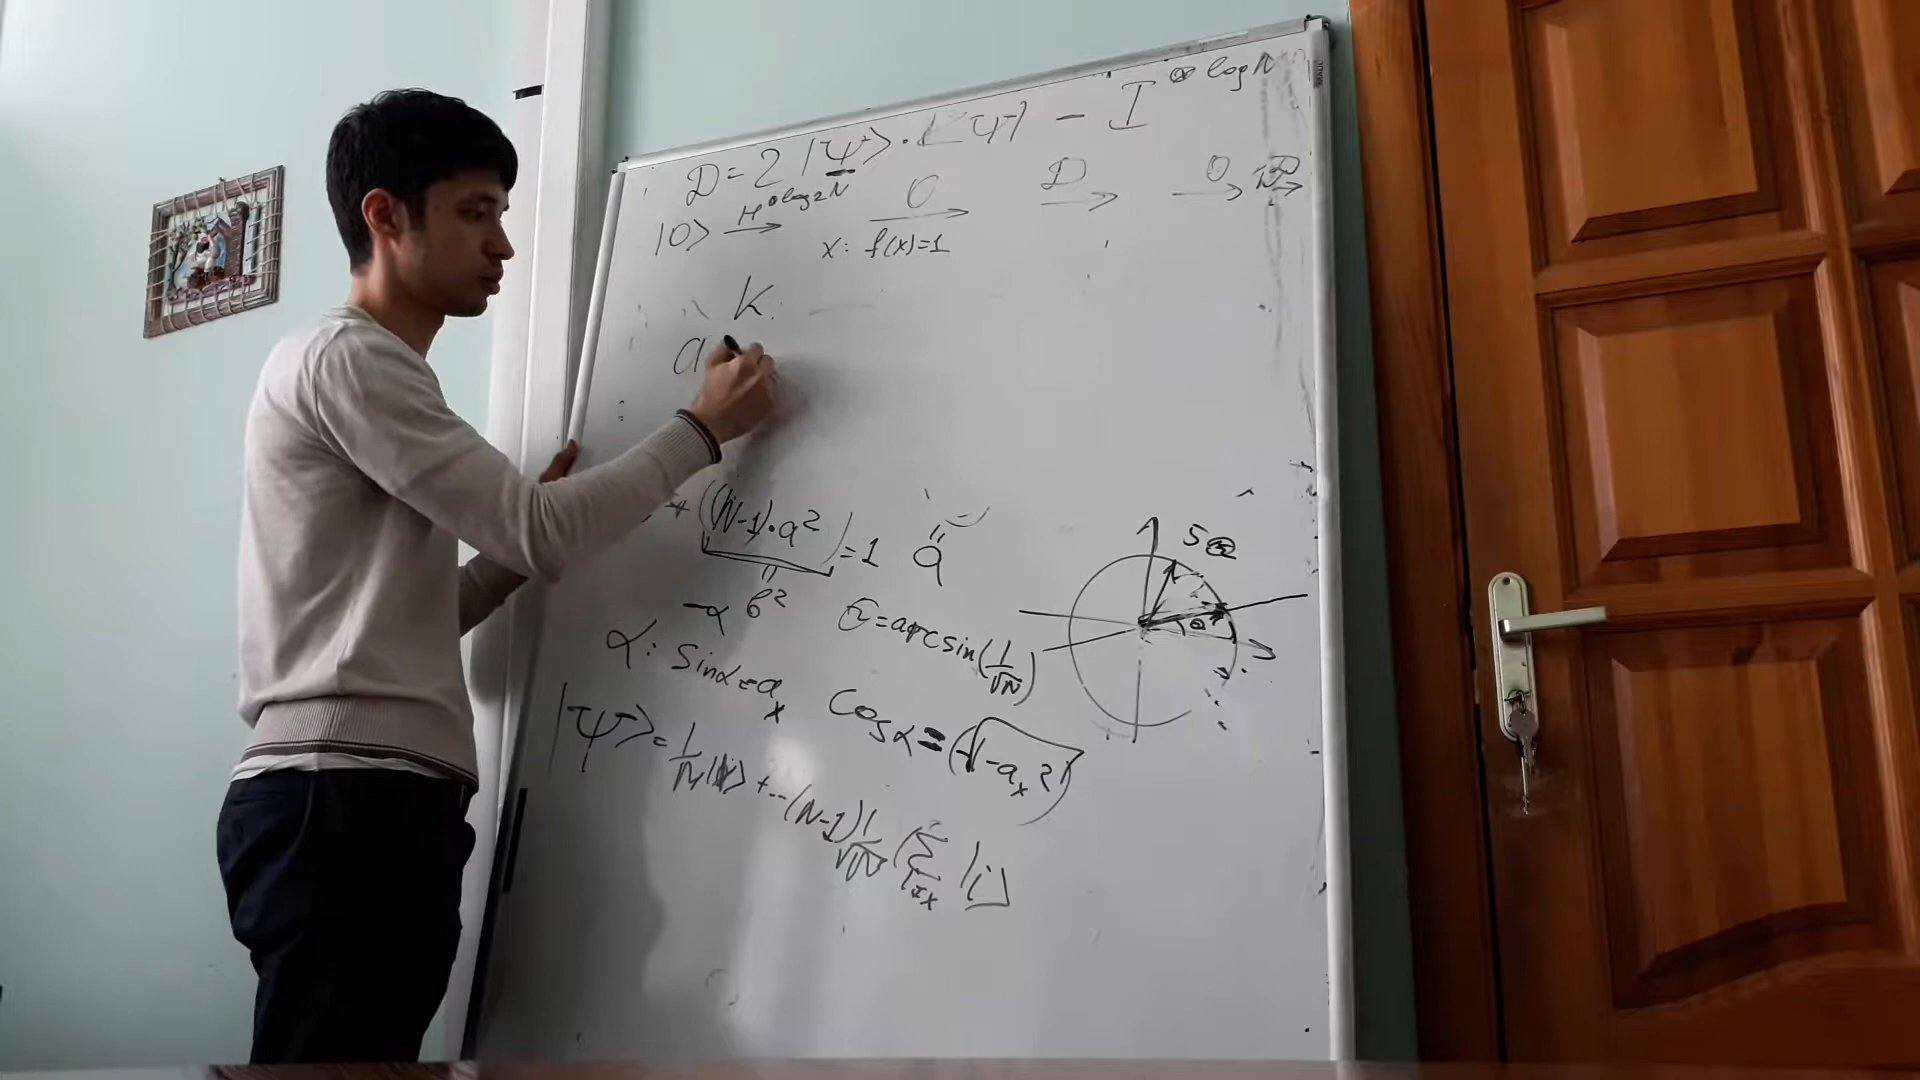 D = 2 |ψ> · <ψ| - I ⊗ log N
|0> H ⊗ log2N → O → D → O → D →
x: f(x)=1
K:
a
+ ((N-1)·a²) = 1 a
-α b² Θ = arcsin(1/√N)
5Θ
Θ
α: sinα = aₓ cosα = (√1-aₓ²)
|ψ> = 1/√N |x> + ... (N-1) 1/√N (Σ i≠x |i>
MAUL